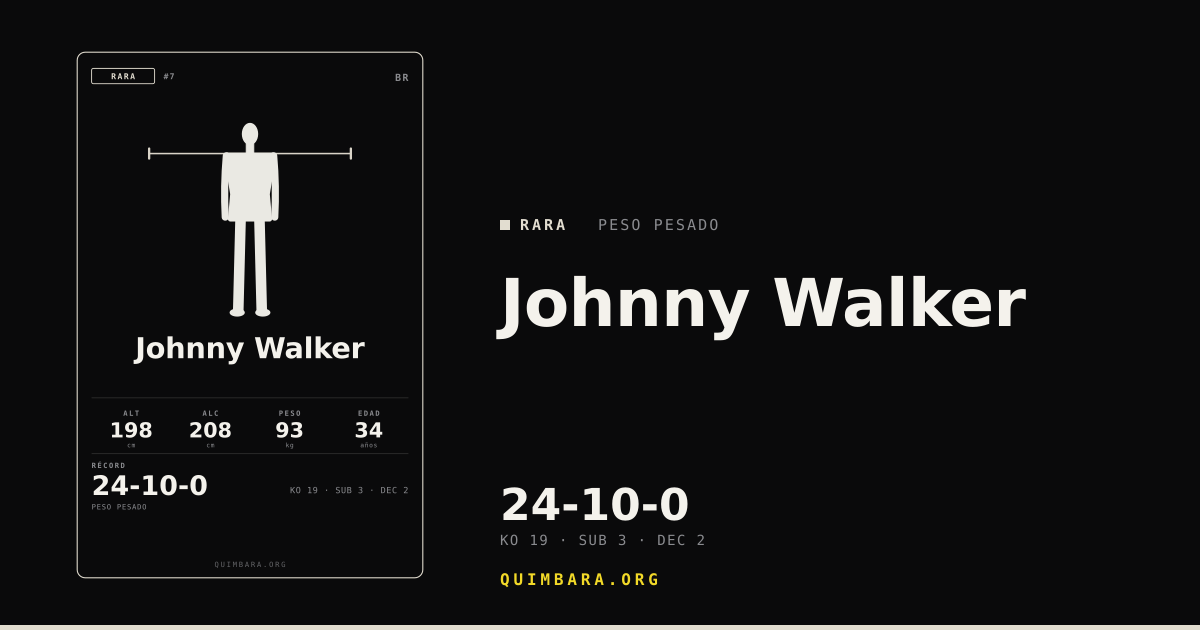 RARA #7 BR
Johnny Walker
ALT ALC PESO EDAD
198 208 93 34
cm cm kg años
RÉCORD
24-10-0 KO 19 · SUB 3 · DEC 2
PESO PESADO
QUIMBARA.ORG
RARA PESO PESADO
Johnny Walker
24-10-0
KO 19 · SUB 3 · DEC 2
QUIMBARA.ORG